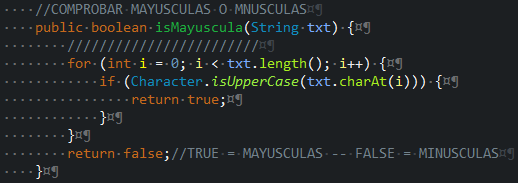 //COMPROBAR MAYUSCULAS O MNUSCULAS
public boolean isMayuscula(String txt) {
////////////////////////
for (int i = 0; i < txt.length(); i++) {
if (Character.isUpperCase(txt.charAt(i))) {
return true;
}
}
return false;//TRUE = MAYUSCULAS -- FALSE = MINUSCULAS
}